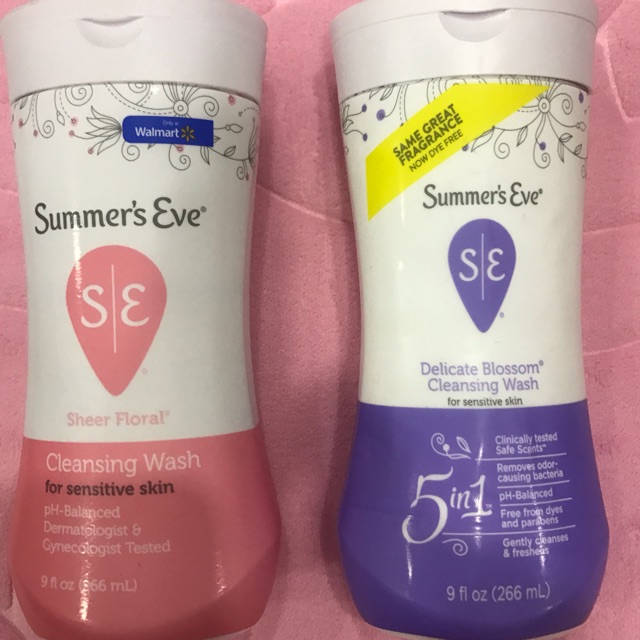 Only at
Walmart
Summer's Eve®
S|E
Sheer Floral®
Cleansing Wash
for sensitive skin
pH-Balanced
Dermatologist &
Gynecologist Tested
9 fl oz (266 mL)
SAME GREAT
FRAGRANCE
NOW DYE FREE
Summer's Eve®
S|E
Delicate Blossom®
Cleansing Wash
for sensitive skin
5 in 1
Clinically tested
Safe Scents™
Removes odor-
causing bacteria
pH-Balanced
Free from dyes
and parabens
Gently cleanses
& freshens
9 fl oz (266 mL)